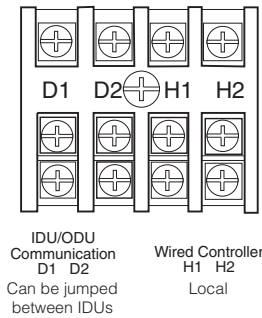 D1 D2 H1 H2
IDU/ODU
Communication
D1 D2
Can be jumped
between IDUs
Wired Controller
H1 H2
Local